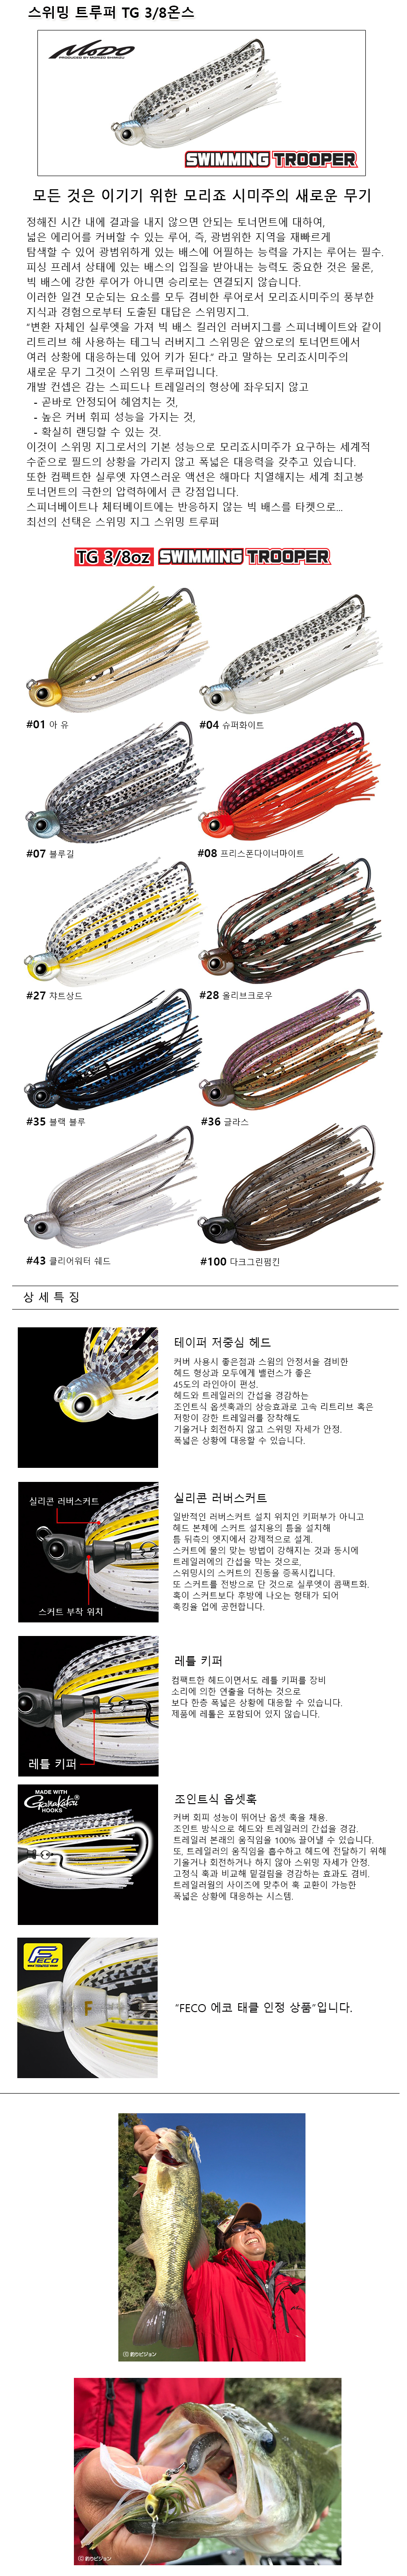 스위밍 트루퍼 TG 3/8온스
MoDo
PRODUCED BY MORIZO SHIMIZU
SWIMMING TROOPER
모든 것은 이기기 위한 모리죠 시미주의 새로운 무기
정해진 시간 내에 결과을 내지 않으면 안되는 토너먼트에 대하여,
넓은 에리어를 커버할 수 있는 루어, 즉, 광범위한 지역을 재빠르게
탐색할 수 있어 광범위하게 있는 배스에 어필하는 능력을 가지는 루어는 필수.
피싱 프레셔 상태에 있는 배스의 입질을 받아내는 능력도 중요한 것은 물론,
빅 배스에 강한 루어가 아니면 승리로는 연결되지 않습니다.
이러한 일견 모순되는 요소를 모두 겸비한 루어로서 모리죠시미주의 풍부한
지식과 경험으로부터 도출된 대답은 스위밍지그.
“변환 자체인 실루엣을 가져 빅 배스 킬러인 러버지그를 스피너베이트와 같이
리트리브 해 사용하는 테그닉 러버지그 스위밍은 앞으로의 토너먼트에서
여러 상황에 대응하는데 있어 키가 된다.” 라고 말하는 모리죠시미주의
새로운 무기 그것이 스위밍 트루퍼입니다.
개발 컨셉은 감는 스피드나 트레일러의 형상에 좌우되지 않고
- 곧바로 안정되어 헤엄치는 것,
- 높은 커버 휘피 성능을 가지는 것,
- 확실히 랜딩할 수 있는 것.
이것이 스위밍 지그로서의 기본 성능으로 모리죠시미주가 요구하는 세계적
수준으로 필드의 상황을 가리지 않고 폭넓은 대응력을 갖추고 있습니다.
또한 컴펙트한 실루엣 자연스러운 액션은 해마다 치열해지는 세계 최고봉
토너먼트의 극한의 압력하에서 큰 강점입니다.
스피너베이트나 체터베이트에는 반응하지 않는 빅 배스를 타켓으로...
최선의 선택은 스위밍 지그 스위밍 트루퍼
TG 3/8oz SWIMMING TROOPER
#01 아 유
#04 슈퍼화이트
#07 블루길
#08 프리스폰다이너마이트
#27 챠트샹드
#28 올리브크로우
#35 블랙 블루
#36 글라스
#43 클리어워터 쉐드
#100 다크그린펌킨
상 세 특 징
테이퍼 저중심 헤드
커버 사용시 좋은점과 스윔의 안정서을 겸비한
헤드 형상과 모두에게 밸런스가 좋은
45도의 라인아이 편성.
헤드와 트레일러의 간섭을 경감하는
조인트식 옵셋훅과의 상승효과로 고속 리트리브 혹은
저항이 강한 트레일러를 장착해도
기울거나 회전하지 않고 스위밍 자세가 안정.
폭넓은 상황에 대응할 수 있습니다.
실리콘 러버스커트
스커트 부착 위치
실리콘 러버스커트
일반적인 러버스커트 설치 위치인 키퍼부가 아니고
헤드 본체에 스커트 설치용의 틈을 설치해
틈 뒤측의 엣지에서 강제적으로 설계.
스커트에 물의 맞는 방법이 강해지는 것과 동시에
트레일러에의 간섭을 막는 것으로,
스위밍시의 스커트의 진동을 증폭시킵니다.
또 스커트를 전방으로 단 것으로 실루엣이 콤팩트화.
훅이 스커트보다 후방에 나오는 형태가 되어
훅킹율 업에 공헌합니다.
레틀 키퍼
레틀 키퍼
컴팩트한 헤드이면서도 레틀 키퍼를 장비
소리에 의한 연출을 더하는 것으로
보다 한층 폭넓은 상황에 대응할 수 있습니다.
제품에 레틀은 포함되어 있지 않습니다.
MADE WITH
Gamakatsu
HOOKS
조인트식 옵셋훅
커버 회피 성능이 뛰어난 옵셋 훅을 채용.
조인트 방식으로 헤드와 트레일러의 간섭을 경감.
트레일러 본래의 움직임을 100% 끌어낼 수 있습니다.
또, 트레일러의 움직임을 흡수하고 헤드에 전달하기 위해
기울거나 회전하거나 하지 않아 스위밍 자세가 안정.
고정식 훅과 비교해 밑걸림을 경감하는 효과도 겸비.
트레일러웜의 사이즈에 맞추어 훅 교환이 가능한
폭넓은 상황에 대응하는 시스템.
FECO
F
“FECO 에코 태클 인정 상품”입니다.
© 釣りビジョン
© 釣りビジョン